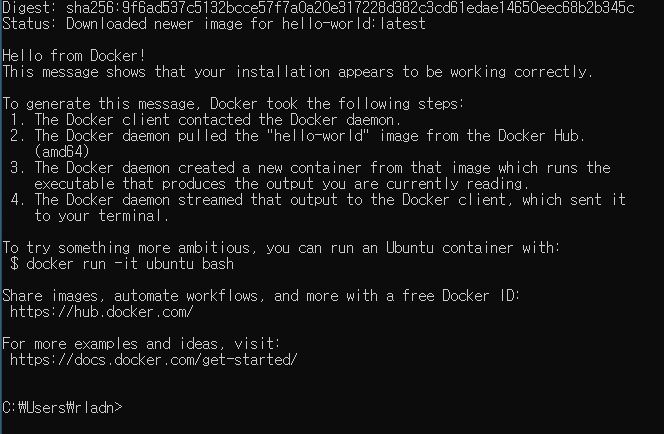 Digest: sha256:9f6ad537c5132bcce57f7a0a20e317228d382c3cd61edae14650eec68b2b345c
Status: Downloaded newer image for hello-world:latest
Hello from Docker!
This message shows that your installation appears to be working correctly.
To generate this message, Docker took the following steps:
1. The Docker client contacted the Docker daemon.
2. The Docker daemon pulled the "hello-world" image from the Docker Hub.
(amd64)
3. The Docker daemon created a new container from that image which runs the
executable that produces the output you are currently reading.
4. The Docker daemon streamed that output to the Docker client, which sent it
to your terminal.
To try something more ambitious, you can run an Ubuntu container with:
$ docker run -it ubuntu bash
Share images, automate workflows, and more with a free Docker ID:
https://hub.docker.com/
For more examples and ideas, visit:
https://docs.docker.com/get-started/
C:₩Users₩rladn>